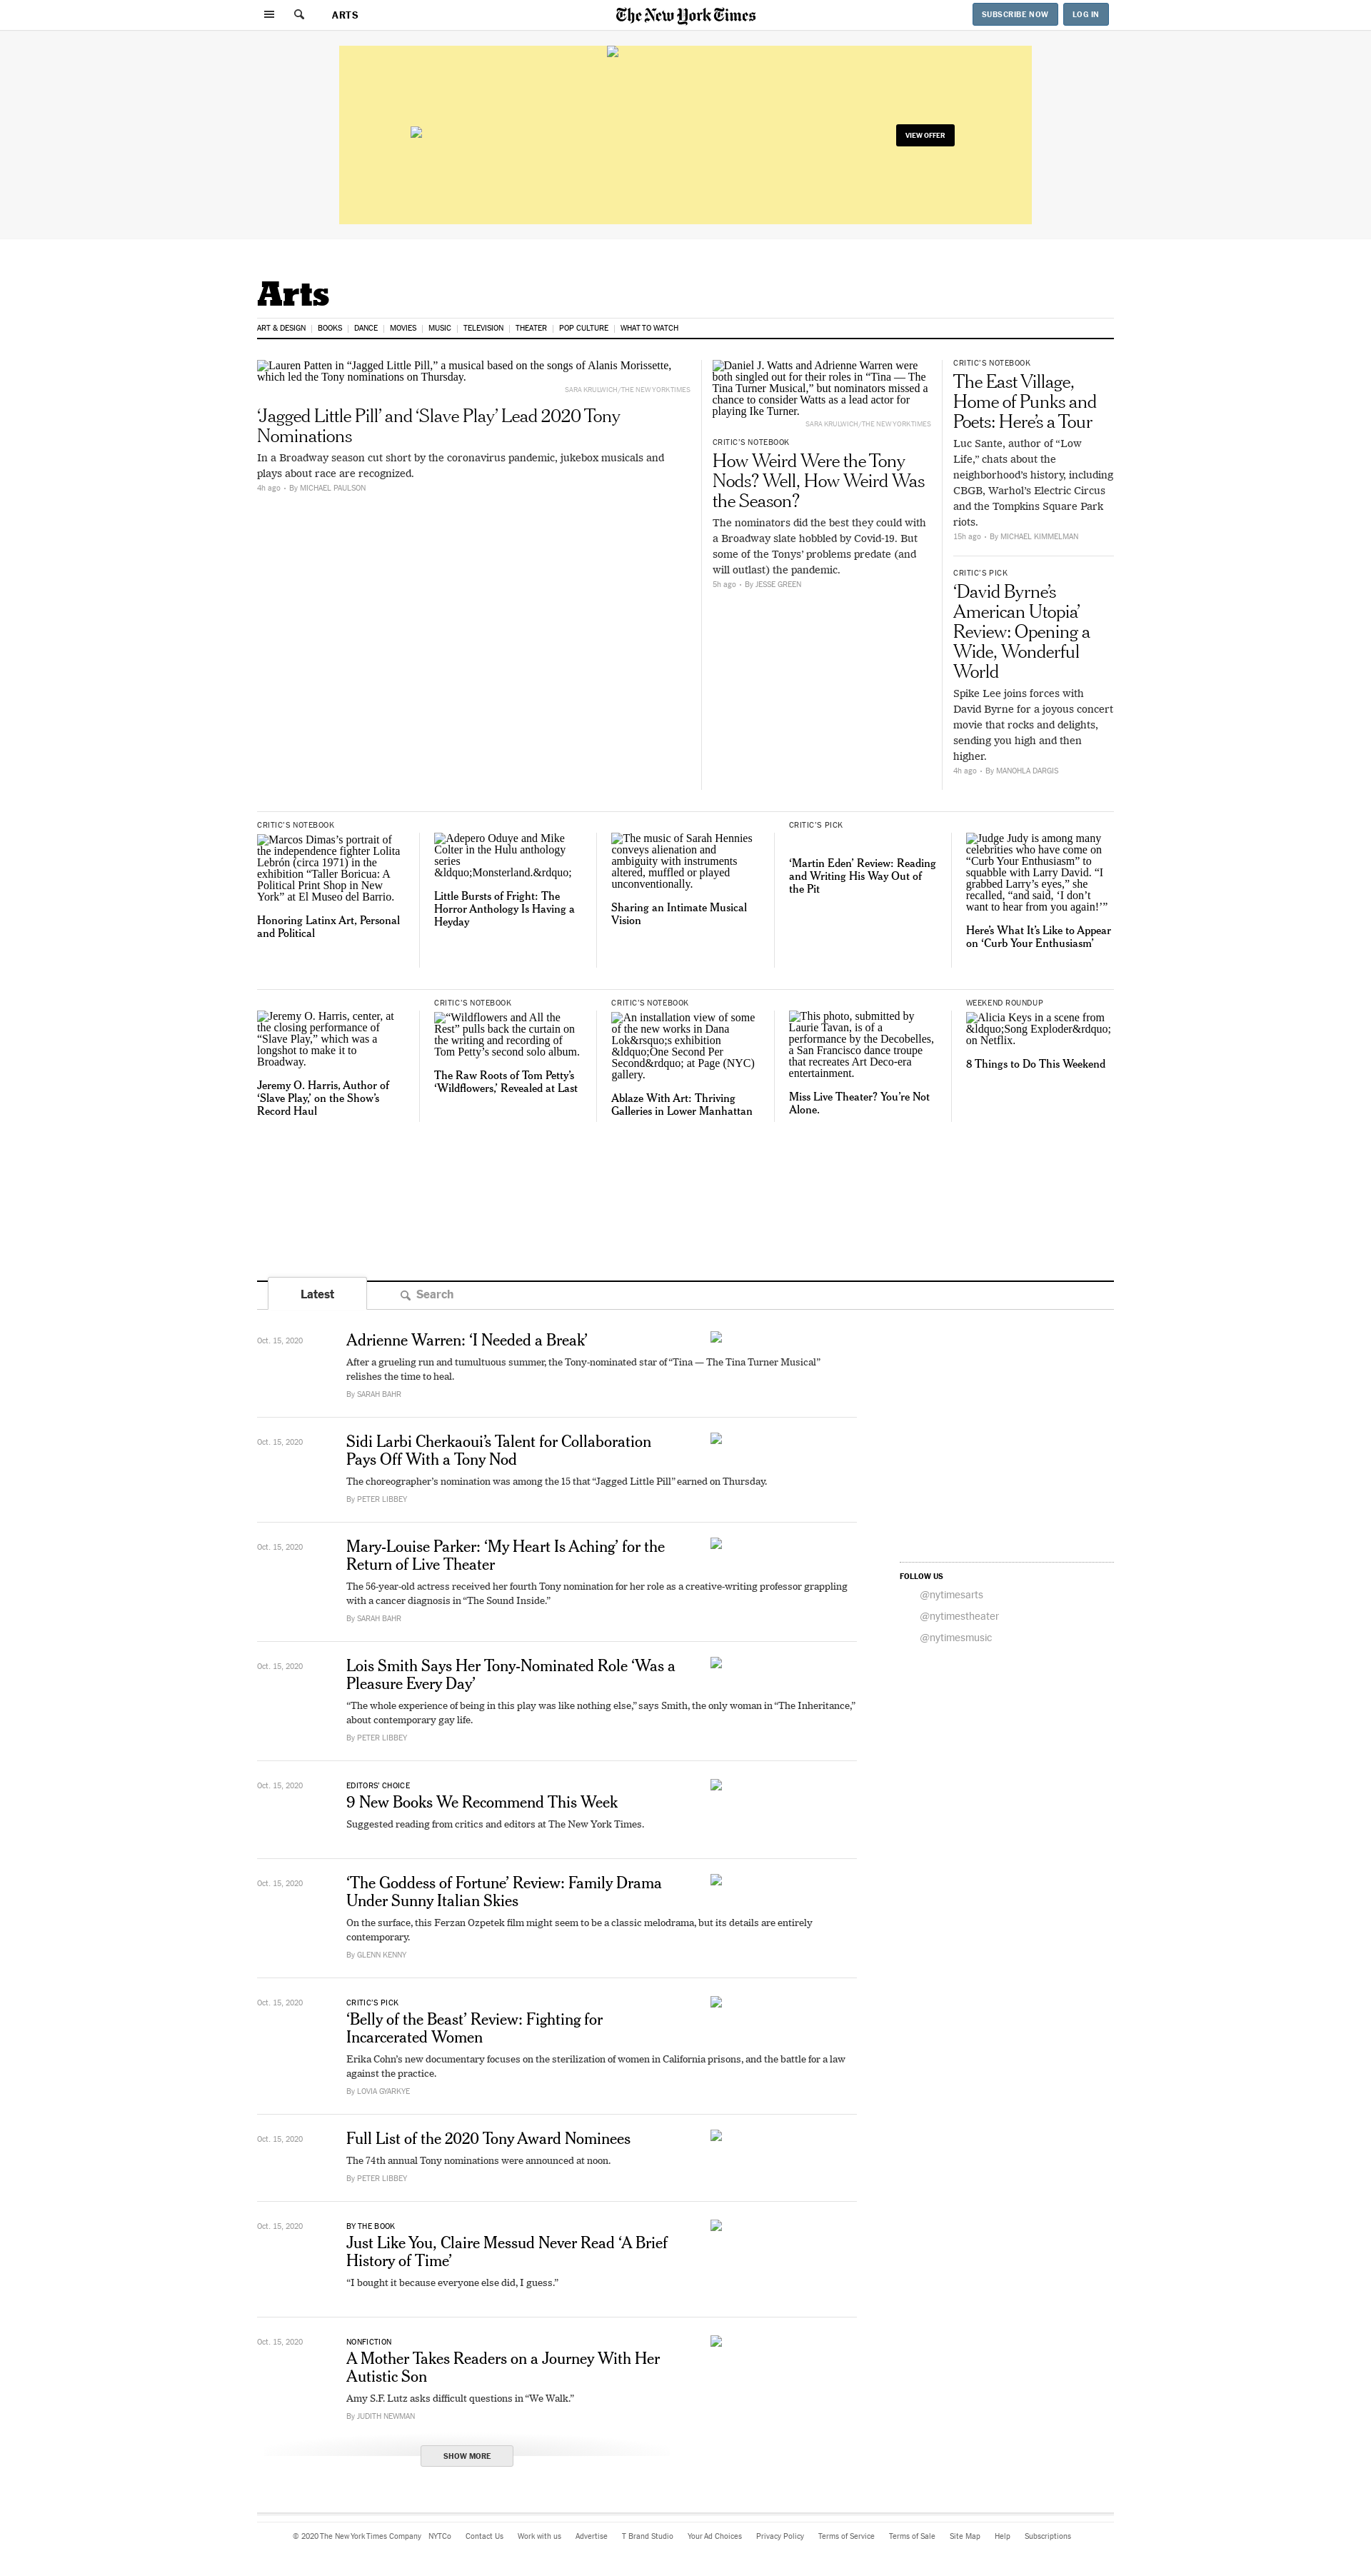 ARTS
The New York Times
SUBSCRIBE NOW
LOG IN
VIEW OFFER
Arts
ART & DESIGN
BOOKS
DANCE
MOVIES
MUSIC
TELEVISION
THEATER
POP CULTURE
WHAT TO WATCH
Lauren Patten in “Jagged Little Pill,” a musical based on the songs of Alanis Morissette,
which led the Tony nominations on Thursday.
SARA KRULWICH/THE NEW YORK TIMES
‘Jagged Little Pill’ and ‘Slave Play’ Lead 2020 Tony
Nominations
In a Broadway season cut short by the coronavirus pandemic, jukebox musicals and
plays about race are recognized.
4h ago • By MICHAEL PAULSON
Daniel J. Watts and Adrienne Warren were
both singled out for their roles in “Tina — The
Tina Turner Musical,” but nominators missed a
chance to consider Watts as a lead actor for
playing Ike Turner.
SARA KRULWICH/THE NEW YORK TIMES
CRITIC’S NOTEBOOK
How Weird Were the Tony
Nods? Well, How Weird Was
the Season?
The nominators did the best they could with
a Broadway slate hobbled by Covid-19. But
some of the Tonys’ problems predate (and
will outlast) the pandemic.
5h ago • By JESSE GREEN
CRITIC’S NOTEBOOK
The East Village,
Home of Punks and
Poets: Here’s a Tour
Luc Sante, author of “Low
Life,” chats about the
neighborhood’s history, including
CBGB, Warhol’s Electric Circus
and the Tompkins Square Park
riots.
15h ago • By MICHAEL KIMMELMAN
CRITIC’S PICK
‘David Byrne’s
American Utopia’
Review: Opening a
Wide, Wonderful
World
Spike Lee joins forces with
David Byrne for a joyous concert
movie that rocks and delights,
sending you high and then
higher.
4h ago • By MANOHLA DARGIS
CRITIC’S NOTEBOOK
Marcos Dimas’s portrait of
the independence fighter Lolita
Lebrón (circa 1971) in the
exhibition “Taller Boricua: A
Political Print Shop in New
York” at El Museo del Barrio.
Honoring Latinx Art, Personal
and Political
Adepero Oduye and Mike
Colter in the Hulu anthology
series
&ldquo;Monsterland.&rdquo;
Little Bursts of Fright: The
Horror Anthology Is Having a
Heyday
The music of Sarah Hennies
conveys alienation and
ambiguity with instruments
altered, muffled or played
unconventionally.
Sharing an Intimate Musical
Vision
CRITIC’S PICK
‘Martin Eden’ Review: Reading
and Writing His Way Out of
the Pit
Judge Judy is among many
celebrities who have come on
“Curb Your Enthusiasm” to
squabble with Larry David. “I
grabbed Larry’s eyes,” she
recalled, “and said, ‘I don’t
want to hear from you again!’”
Here’s What It’s Like to Appear
on ‘Curb Your Enthusiasm’
Jeremy O. Harris, center, at
the closing performance of
“Slave Play,” which was a
longshot to make it to
Broadway.
Jeremy O. Harris, Author of
‘Slave Play,’ on the Show’s
Record Haul
CRITIC’S NOTEBOOK
“Wildflowers and All the
Rest” pulls back the curtain on
the writing and recording of
Tom Petty’s second solo album.
The Raw Roots of Tom Petty’s
‘Wildflowers,’ Revealed at Last
CRITIC’S NOTEBOOK
An installation view of some
of the new works in Dana
Lok&rsquo;s exhibition
&ldquo;One Second Per
Second&rdquo; at Page (NYC)
gallery.
Ablaze With Art: Thriving
Galleries in Lower Manhattan
This photo, submitted by
Laurie Tavan, is of a
performance by the Decobelles,
a San Francisco dance troupe
that recreates Art Deco-era
entertainment.
Miss Live Theater? You’re Not
Alone.
WEEKEND ROUNDUP
Alicia Keys in a scene from
&ldquo;Song Exploder&rdquo;
on Netflix.
8 Things to Do This Weekend
Latest
Search
Oct. 15, 2020
Adrienne Warren: ‘I Needed a Break’
After a grueling run and tumultuous summer, the Tony-nominated star of “Tina — The Tina Turner Musical”
relishes the time to heal.
By SARAH BAHR
Oct. 15, 2020
Sidi Larbi Cherkaoui’s Talent for Collaboration
Pays Off With a Tony Nod
The choreographer’s nomination was among the 15 that “Jagged Little Pill” earned on Thursday.
By PETER LIBBEY
Oct. 15, 2020
Mary-Louise Parker: ‘My Heart Is Aching’ for the
Return of Live Theater
The 56-year-old actress received her fourth Tony nomination for her role as a creative-writing professor grappling
with a cancer diagnosis in “The Sound Inside.”
By SARAH BAHR
Oct. 15, 2020
Lois Smith Says Her Tony-Nominated Role ‘Was a
Pleasure Every Day’
“The whole experience of being in this play was like nothing else,” says Smith, the only woman in “The Inheritance,”
about contemporary gay life.
By PETER LIBBEY
Oct. 15, 2020
EDITORS’ CHOICE
9 New Books We Recommend This Week
Suggested reading from critics and editors at The New York Times.
Oct. 15, 2020
‘The Goddess of Fortune’ Review: Family Drama
Under Sunny Italian Skies
On the surface, this Ferzan Ozpetek film might seem to be a classic melodrama, but its details are entirely
contemporary.
By GLENN KENNY
Oct. 15, 2020
CRITIC’S PICK
‘Belly of the Beast’ Review: Fighting for
Incarcerated Women
Erika Cohn’s new documentary focuses on the sterilization of women in California prisons, and the battle for a law
against the practice.
By LOVIA GYARKYE
Oct. 15, 2020
Full List of the 2020 Tony Award Nominees
The 74th annual Tony nominations were announced at noon.
By PETER LIBBEY
Oct. 15, 2020
BY THE BOOK
Just Like You, Claire Messud Never Read ‘A Brief
History of Time’
“I bought it because everyone else did, I guess.”
Oct. 15, 2020
NONFICTION
A Mother Takes Readers on a Journey With Her
Autistic Son
Amy S.F. Lutz asks difficult questions in “We Walk.”
By JUDITH NEWMAN
SHOW MORE
FOLLOW US
@nytimesarts
@nytimestheater
@nytimesmusic
© 2020 The New York Times Company
NYTCo
Contact Us
Work with us
Advertise
T Brand Studio
Your Ad Choices
Privacy Policy
Terms of Service
Terms of Sale
Site Map
Help
Subscriptions